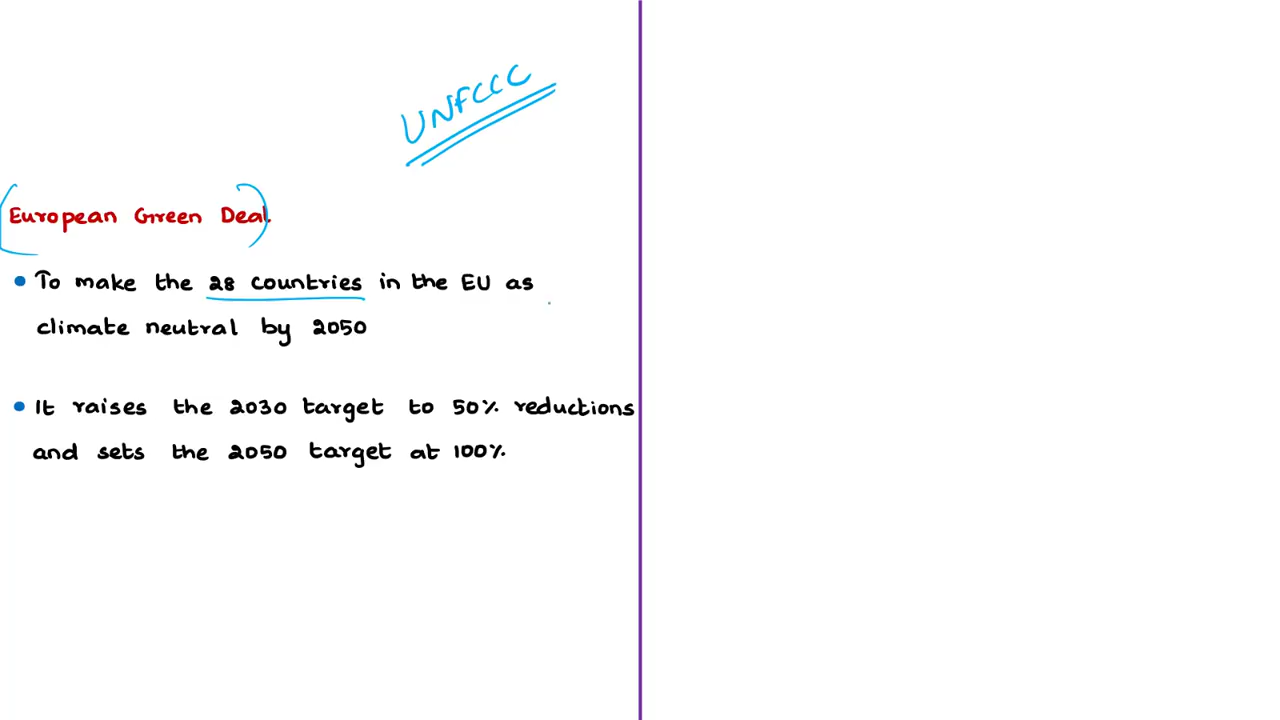 UNFCCC
European Green Deal
• To make the 28 countries in the EU as
climate neutral by 2050
• It raises the 2030 target to 50% reductions
and sets the 2050 target at 100%